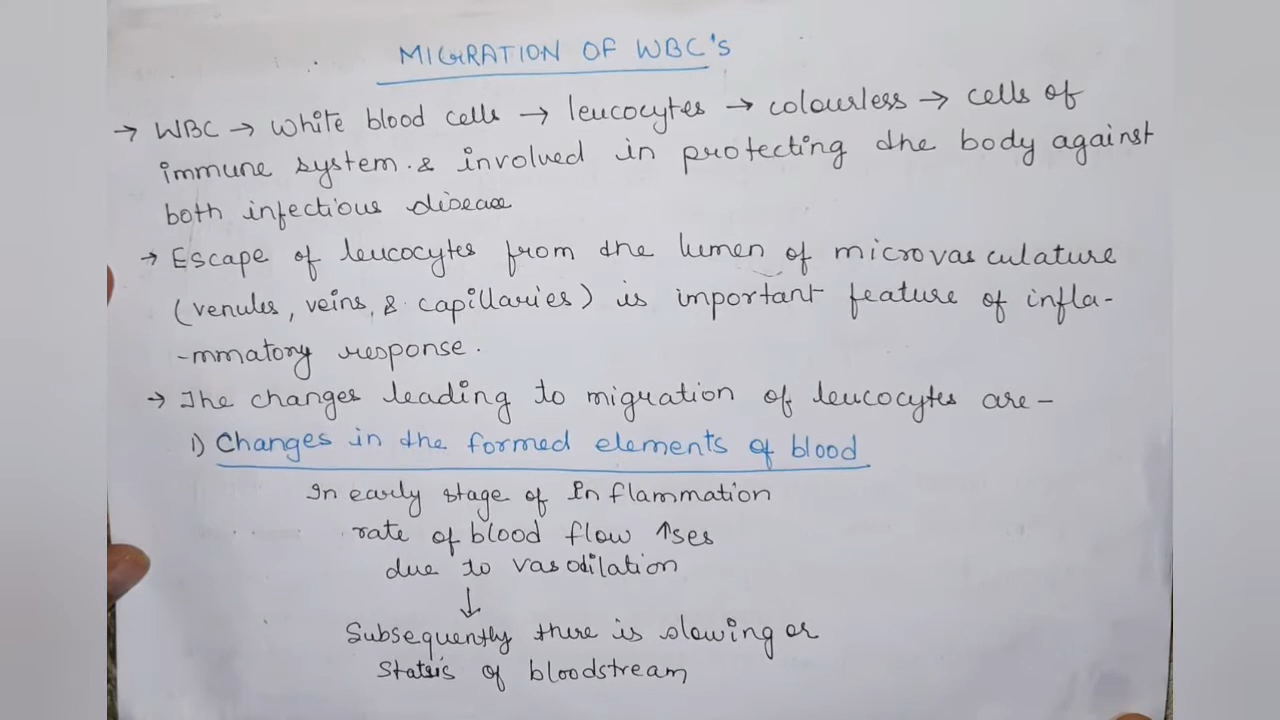 MIGRATION OF WBC's
→ WBC → White blood cells → leucocytes → colourless → cells of
immune system. & involved in protecting the body against
both infectious disease
→ Escape of leucocytes from the lumen of microvasculature
(venules, veins, & capillaries) is important feature of infla-
-mmatory response.
→ The changes leading to migration of leucocytes are -
1) Changes in the formed elements of blood
In early stage of Inflammation
rate of blood flow ↑ses
due to vasodilation
↓
Subsequently there is slowing or
Statsis of bloodstream